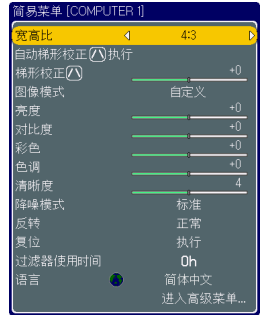 简易菜单 [COMPUTER 1]
宽高比 4:3
自动梯形校正 执行
梯形校正 +0
图像模式 自定义
亮度 +0
对比度 +0
彩色 +0
色调 +0
清晰度 4
降噪模式 标准
反转 正常
复位 执行
过滤器使用时间 0h
语言 简体中文
进入高级菜单...